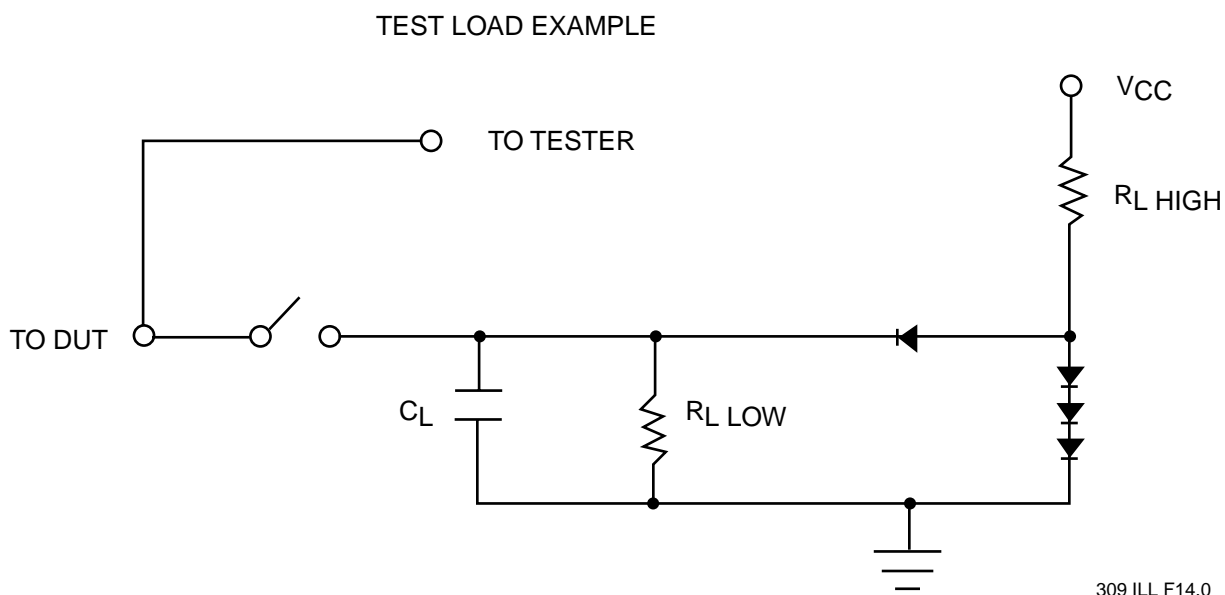 TEST LOAD EXAMPLE
VCC
TO TESTER
RL HIGH
TO DUT
CL
RL LOW
309 ILL F14.0